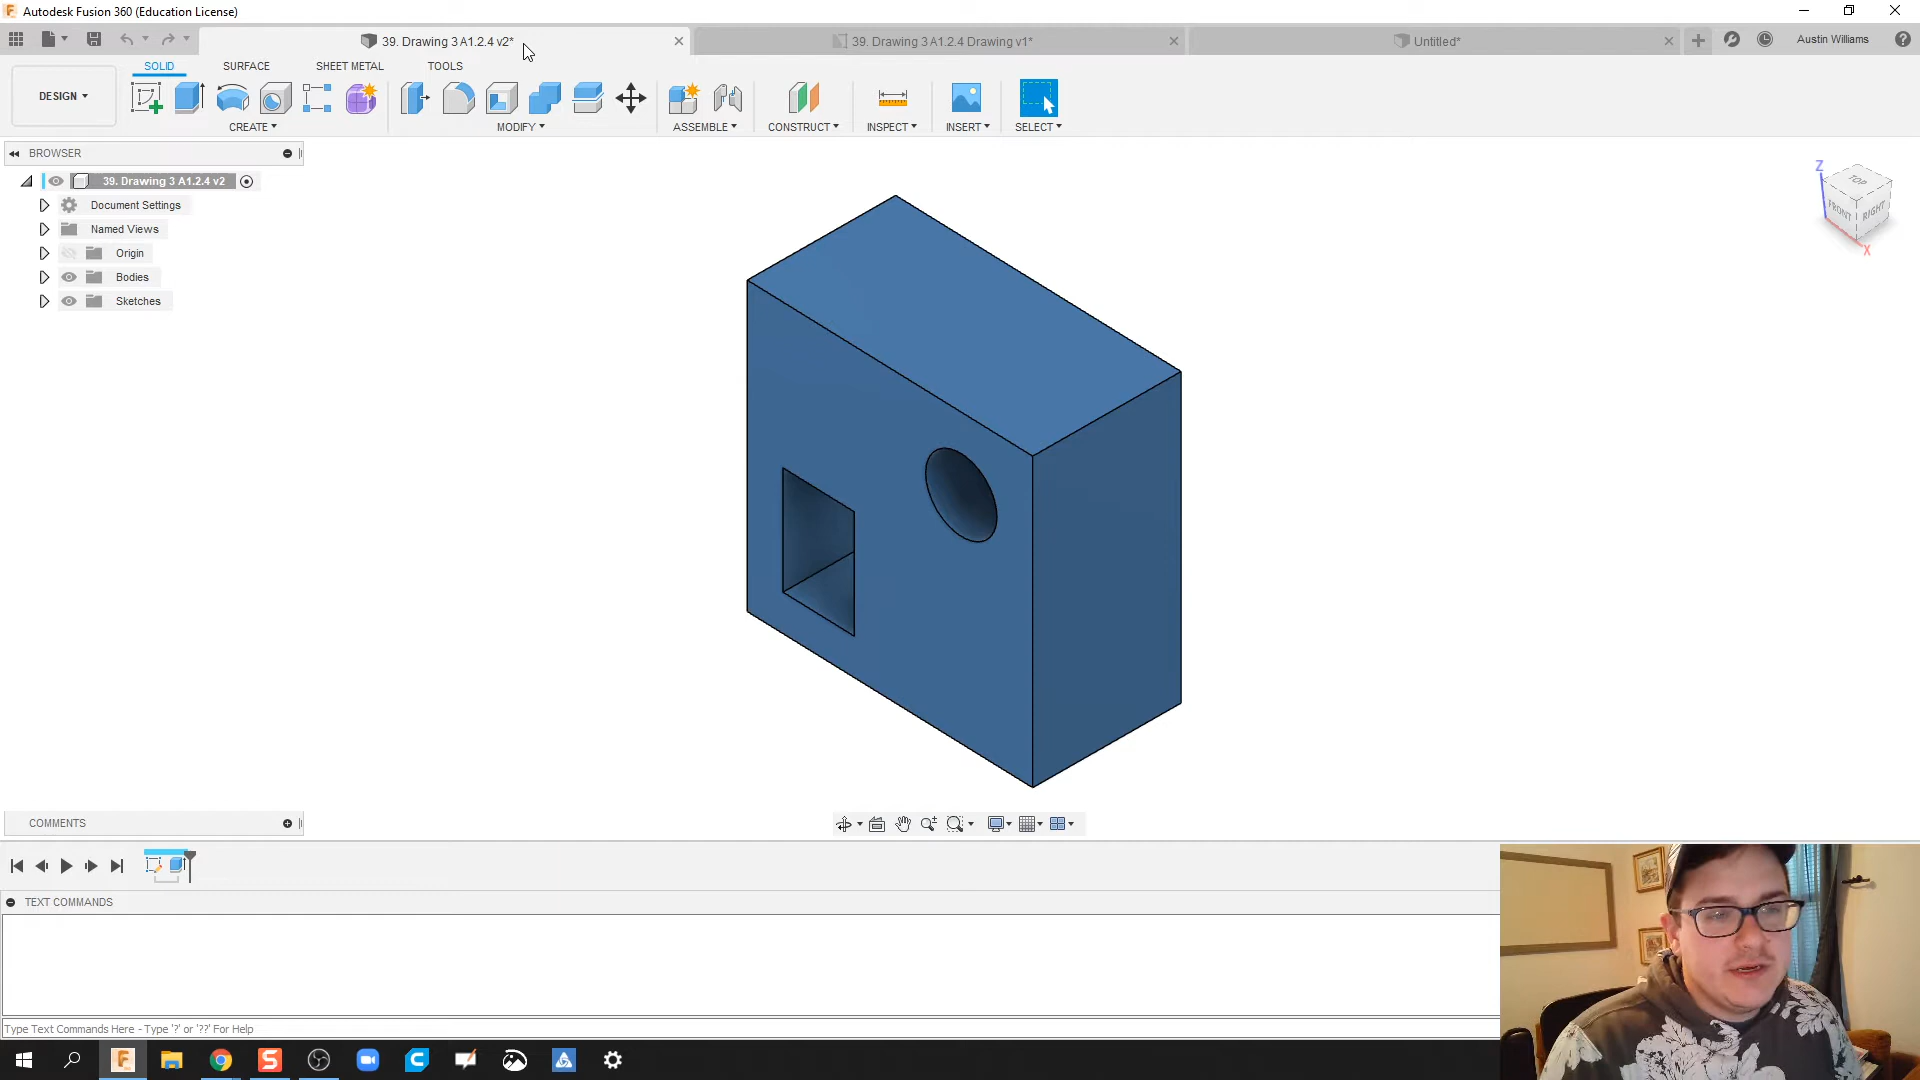 Autodesk Fusion 360 (Education License)
39. Drawing 3 A1.2.4 v2*
39. Drawing 3 A1.2.4 Drawing v1*
Untitled*
Austin Williams
SOLID
SURFACE
SHEET METAL
TOOLS
DESIGN
CREATE
MODIFY
ASSEMBLE
CONSTRUCT
INSPECT
INSERT
SELECT
BROWSER
39. Drawing 3 A1.2.4 v2
Document Settings
Named Views
Origin
Bodies
Sketches
Z
TOP
FRONT
RIGHT
X
COMMENTS
TEXT COMMANDS
Type Text Commands Here - Type '?' or '??' For Help